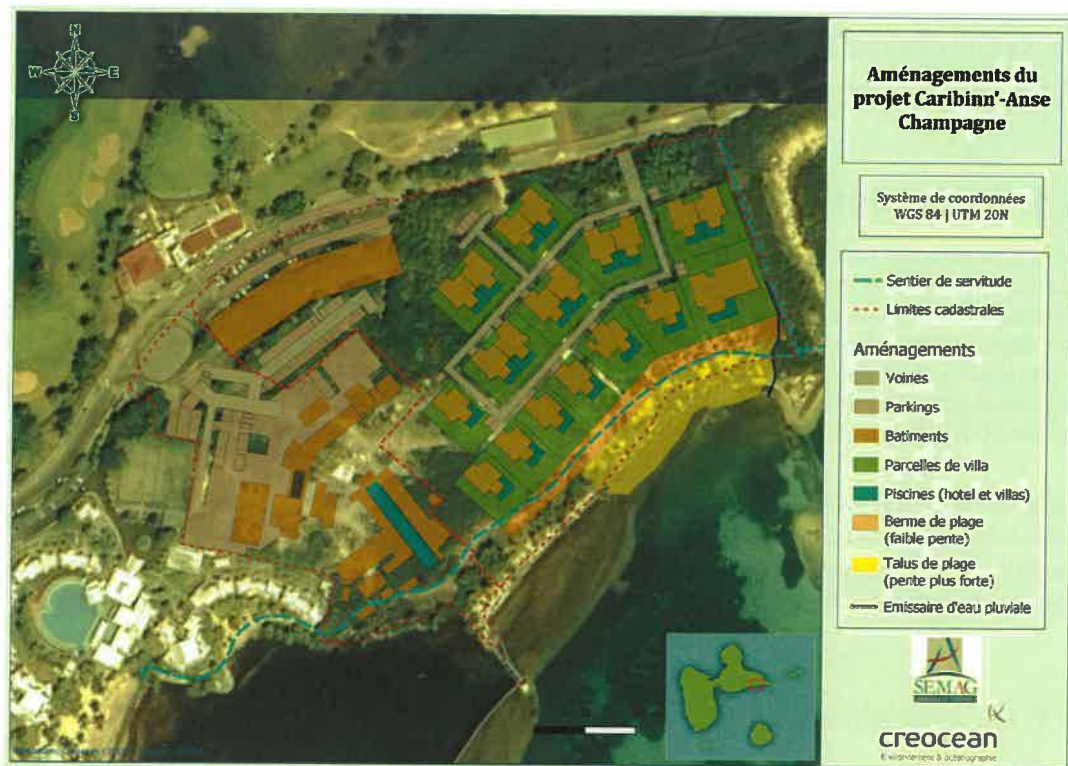 N
W E
S
Aménagements du
projet Caribinn'-Anse
Champagne
Système de coordonnées
WGS 84 | UTM 20N
Sentier de servitude
Limites cadastrales
Aménagements
Voiries
Parkings
Batiments
Parcelles de villa
Piscines (hotel et villas)
Berme de plage
(faible pente)
Talus de plage
(pente plus forte)
Emissaire d'eau pluviale
SEMAG
creocean
Environnement & océanographie